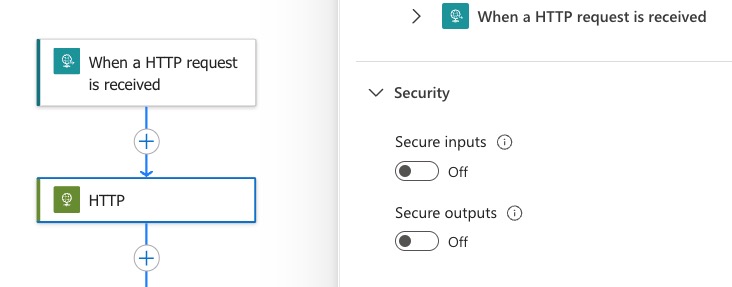 When a HTTP request
is received
HTTP
When a HTTP request is received
Security
Secure inputs
Off
Secure outputs
Off